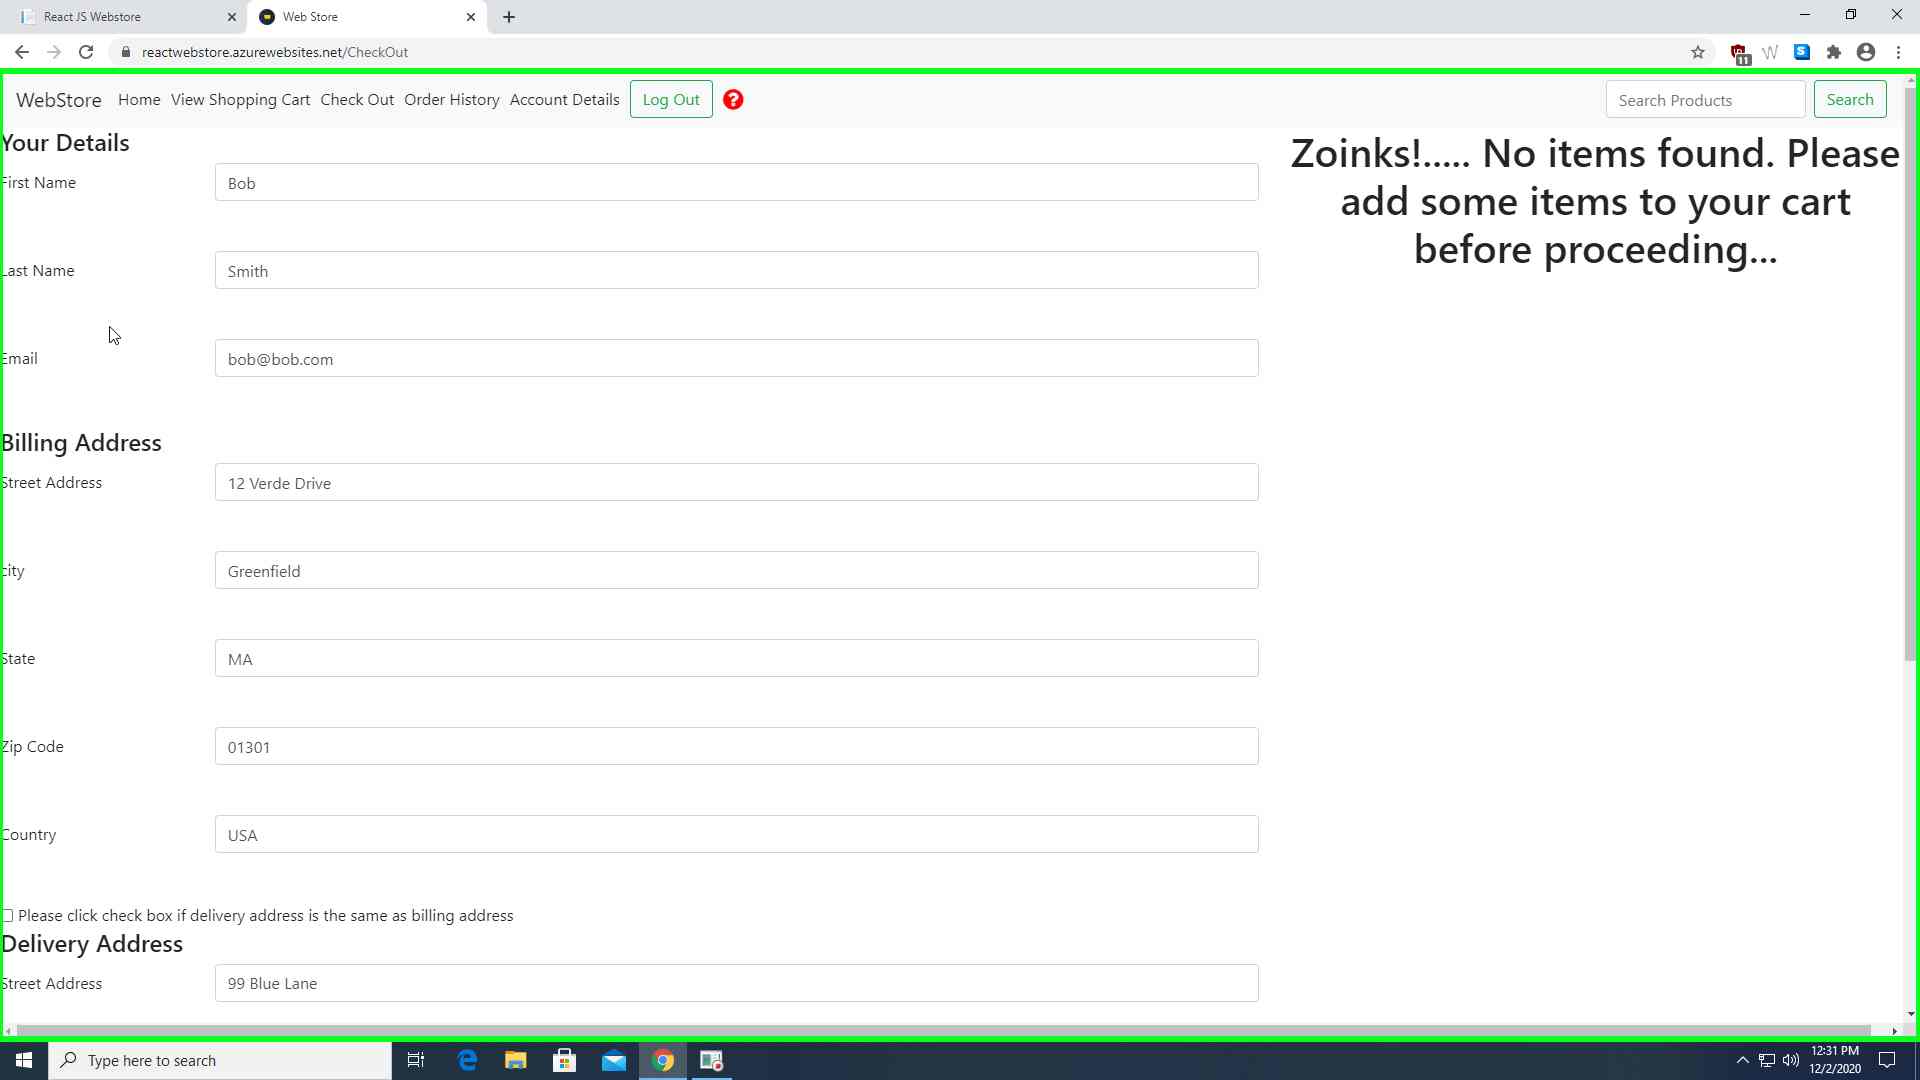 React JS Webstore
Web Store
reactwebstore.azurewebsites.net/CheckOut
11
WebStore Home View Shopping Cart Check Out Order History Account Details Log Out ? Search Products Search
Your Details
Zoinks!..... No items found. Please
add some items to your cart
before proceeding...
First Name Bob
Last Name Smith
Email bob@bob.com
Billing Address
Street Address 12 Verde Drive
city Greenfield
State MA
Zip Code 01301
Country USA
Please click check box if delivery address is the same as billing address
Delivery Address
Street Address 99 Blue Lane
Type here to search
12:31 PM
12/2/2020